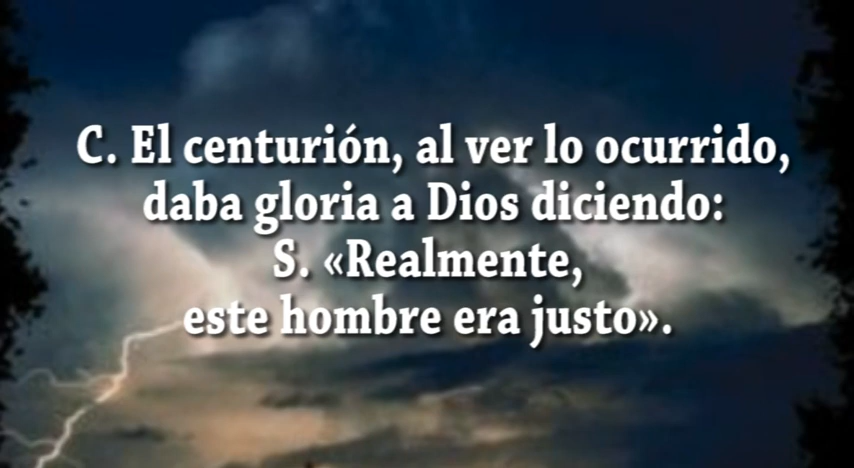 C. El centurión, al ver lo ocurrido,
daba gloria a Dios diciendo:
S. «Realmente,
este hombre era justo».